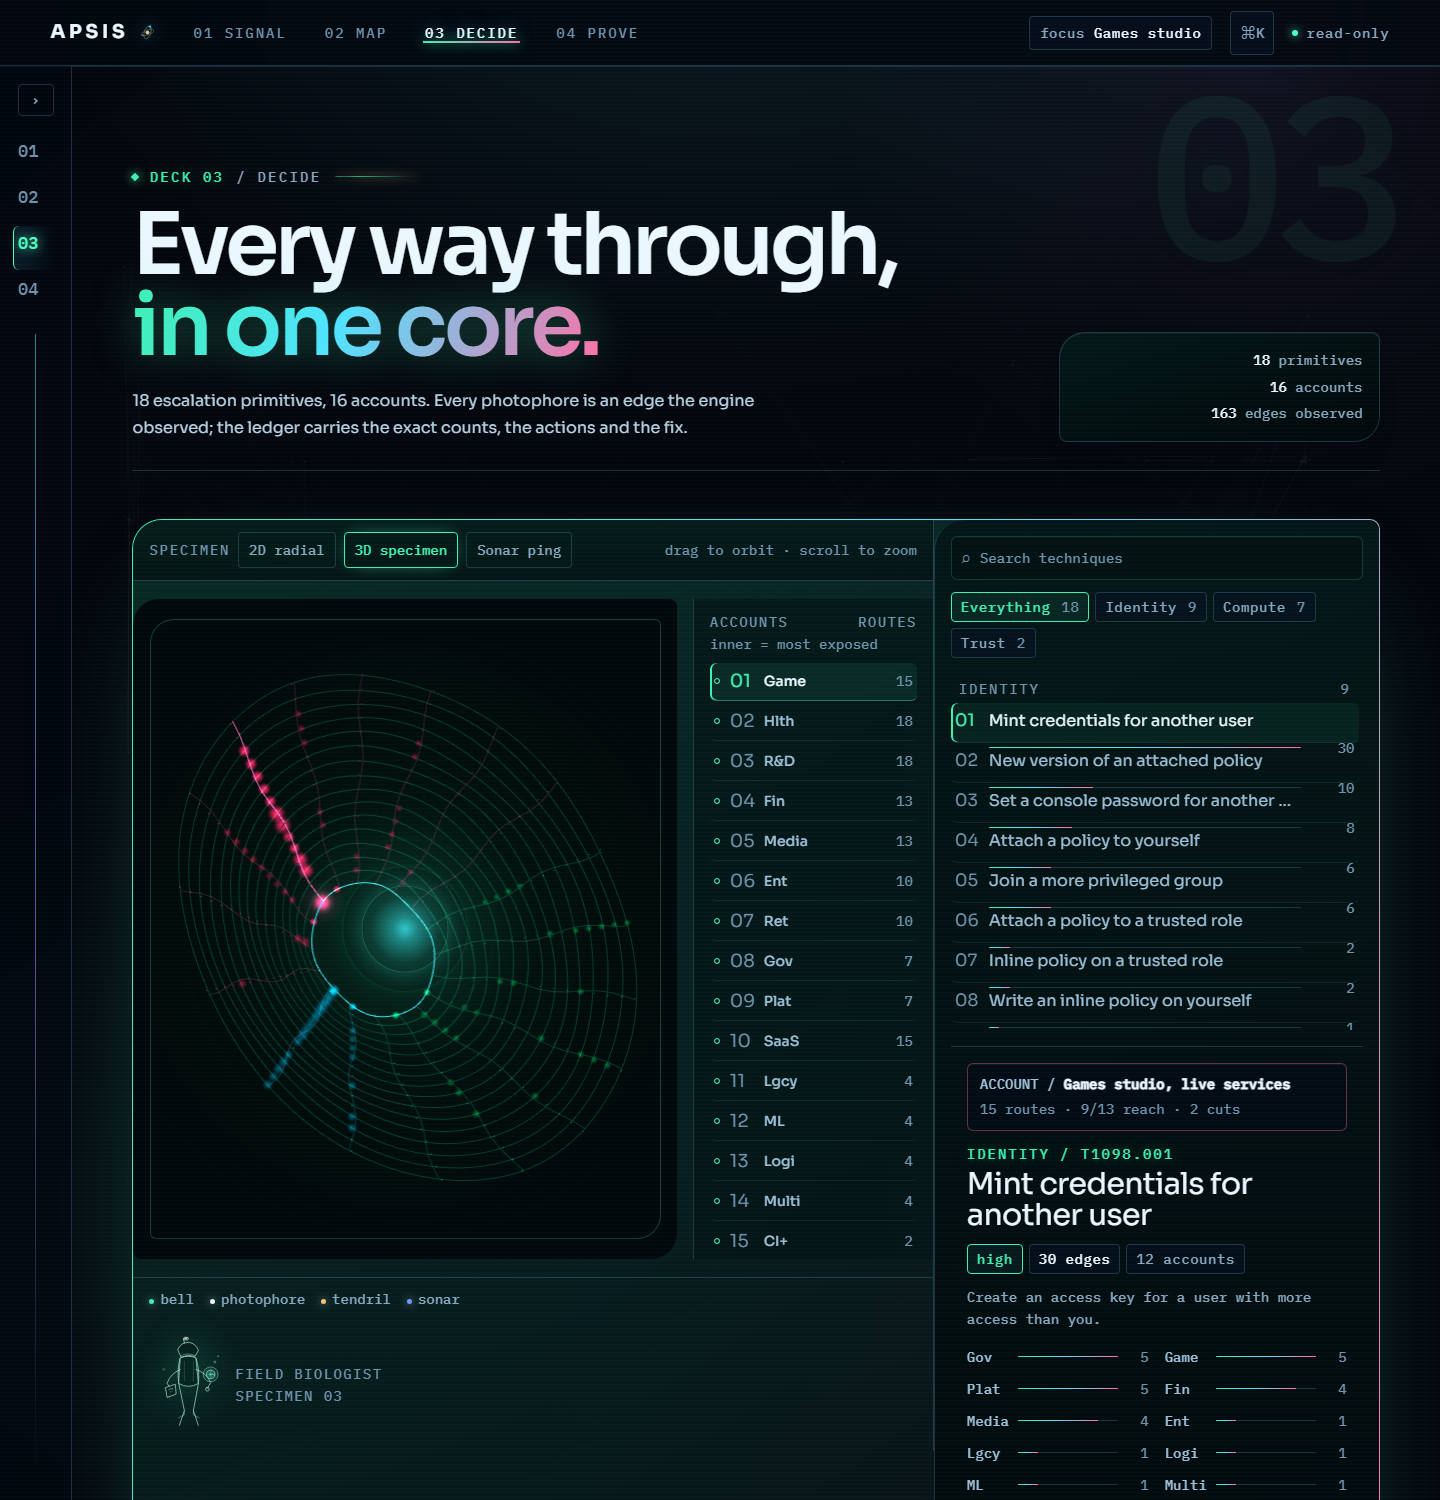 APSIS
01 SIGNAL
02 MAP
03 DECIDE
04 PROVE
focus Games studio
⌘K
read-only
›
01
02
03
04
03
DECK 03 / DECIDE
Every way through,
in one core.
18 escalation primitives, 16 accounts. Every photophore is an edge the engine
observed; the ledger carries the exact counts, the actions and the fix.
18 primitives
16 accounts
163 edges observed
SPECIMEN
2D radial
3D specimen
Sonar ping
drag to orbit · scroll to zoom
ACCOUNTS ROUTES
inner = most exposed
01 Game 15
02 Hlth 18
03 R&D 18
04 Fin 13
05 Media 13
06 Ent 10
07 Ret 10
08 Gov 7
09 Plat 7
10 SaaS 15
11 Lgcy 4
12 ML 4
13 Logi 4
14 Multi 4
15 CI+ 2
bell photophore tendril sonar
FIELD BIOLOGIST
SPECIMEN 03
⌕ Search techniques
Everything 18
Identity 9
Compute 7
Trust 2
IDENTITY 9
01 Mint credentials for another user
30
02 New version of an attached policy
10
03 Set a console password for another ...
8
04 Attach a policy to yourself
6
05 Join a more privileged group
6
06 Attach a policy to a trusted role
2
07 Inline policy on a trusted role
2
08 Write an inline policy on yourself
1
ACCOUNT / Games studio, live services
15 routes · 9/13 reach · 2 cuts
IDENTITY / T1098.001
Mint credentials for
another user
high
30 edges
12 accounts
Create an access key for a user with more
access than you.
Gov 5 Game 5
Plat 5 Fin 4
Media 4 Ent 1
Lgcy 1 Logi 1
ML 1 Multi 1